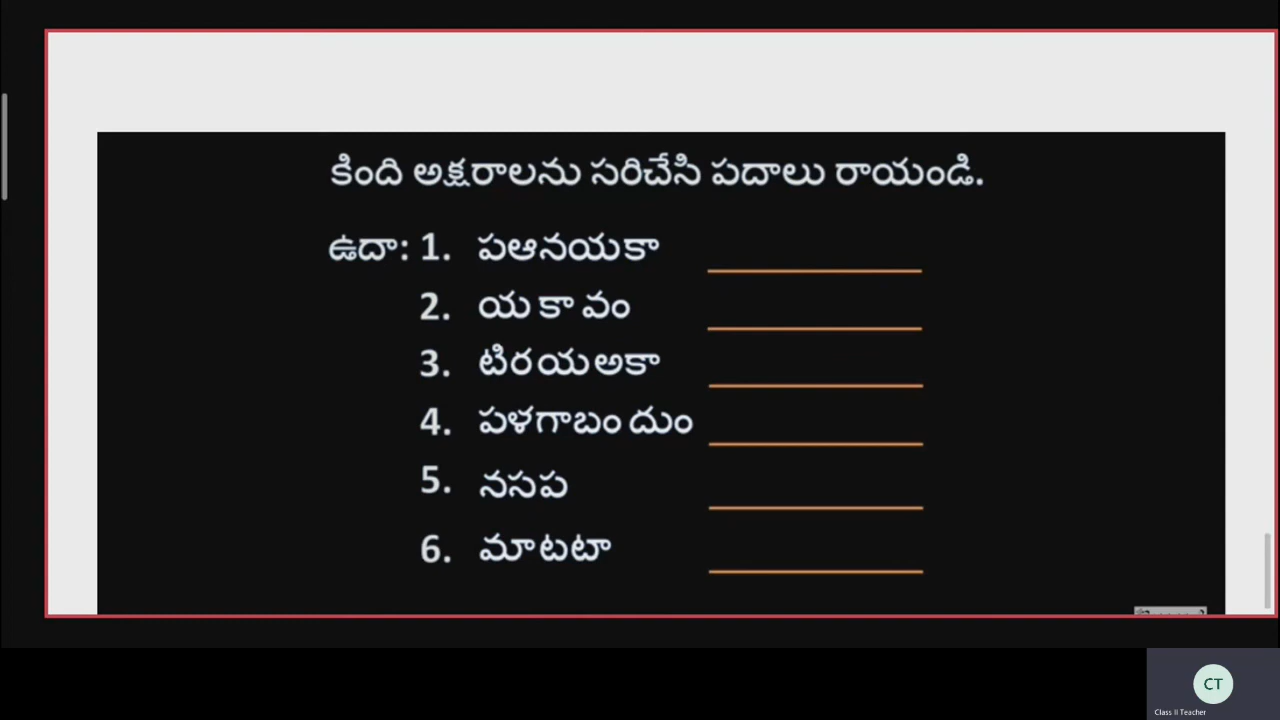 కింది అక్షరాలను సరిచేసి పదాలు రాయండి.
ఉదా: 1. పఆనయకా
2. య కా వం
3. టిరయఅకా
4. పళగాబం దుం
5. నసప
6. మాటటా
CT
Class II Teacher